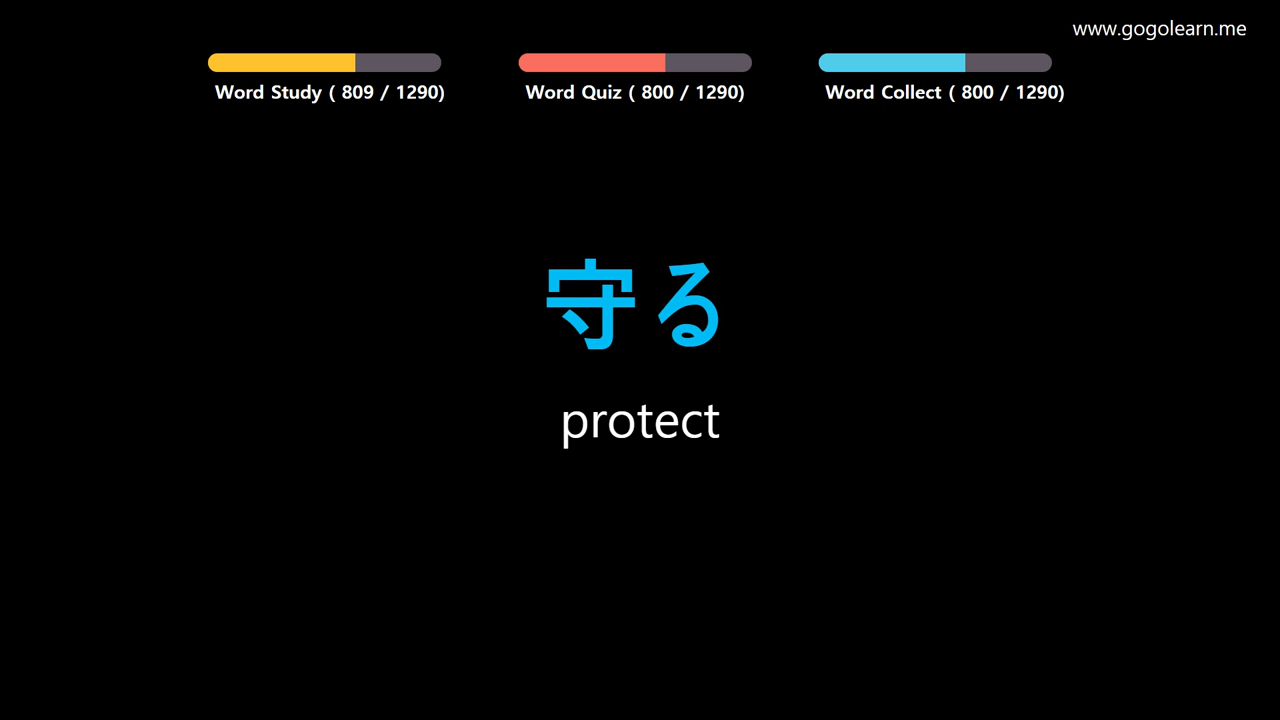 www.gogolearn.me
Word Study ( 809 / 1290)
Word Quiz ( 800 / 1290)
Word Collect ( 800 / 1290)
守る
protect